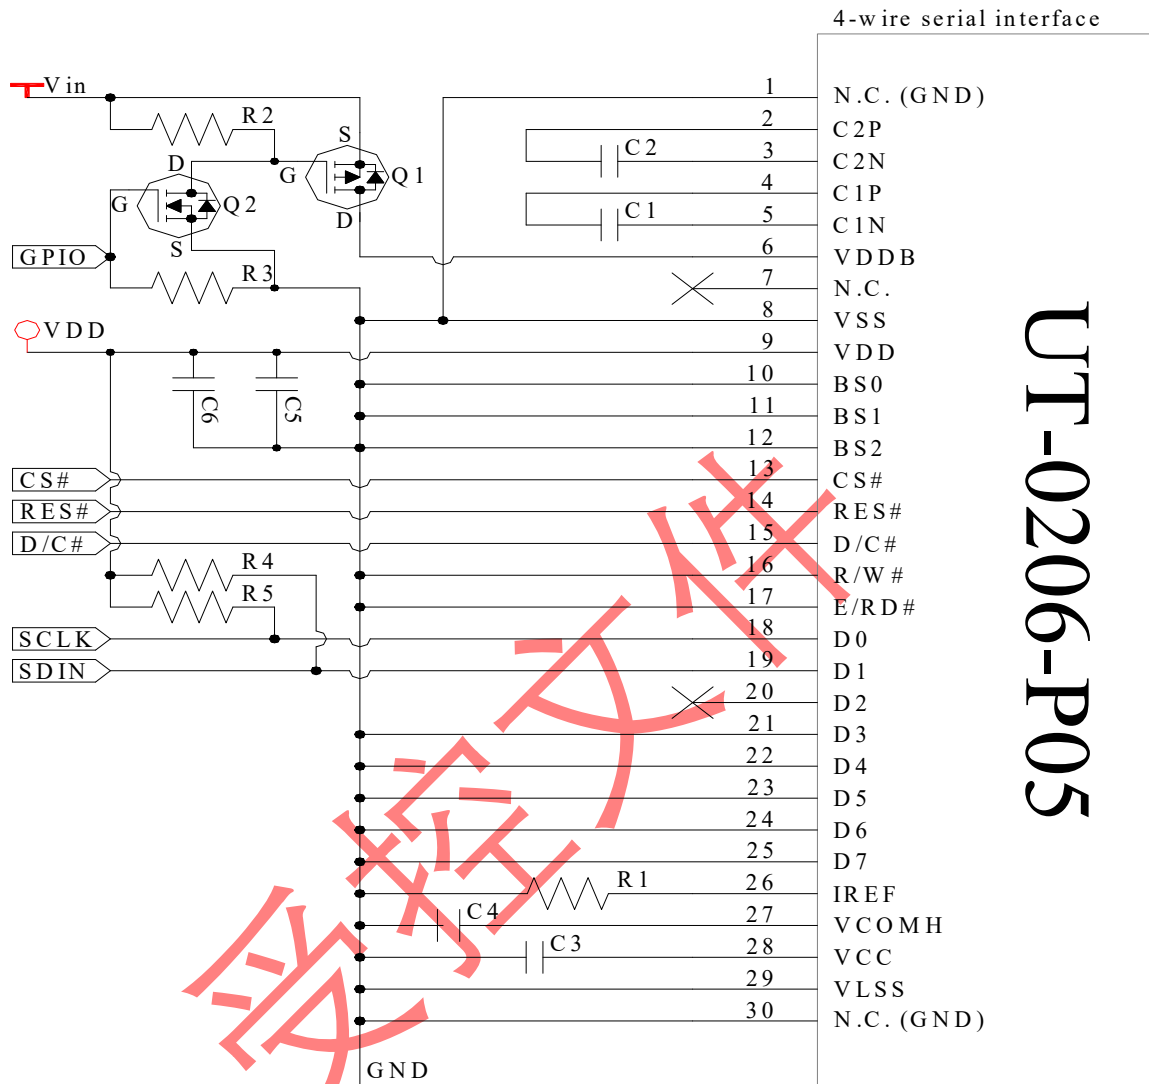 4-wire serial interface
Vin
R2
S
D
G
Q1
G
Q2
D
S
GPIO
R3
VDD
C6
C5
CS#
RES#
D/C#
R4
R5
SCLK
SDIN
C2
C1
1 N.C. (GND)
2 C2P
3 C2N
4 C1P
5 C1N
6 VDDB
7 N.C.
8 VSS
9 VDD
10 BS0
11 BS1
12 BS2
13 CS#
14 RES#
15 D/C#
16 R/W#
17 E/RD#
18 D0
19 D1
20 D2
21 D3
22 D4
23 D5
24 D6
25 D7
R1 26 IREF
C4 27 VCOMH
C3 28 VCC
29 VLSS
30 N.C. (GND)
GND
UT-0206-P05
受控文件